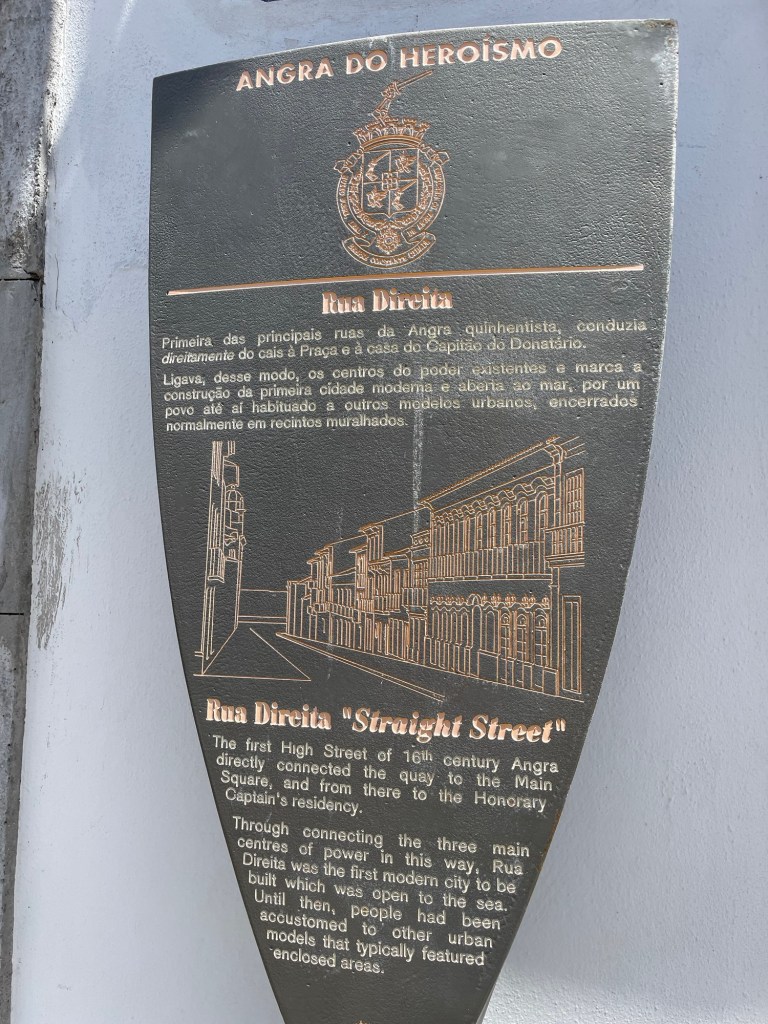 ANGRA DO HEROÍSMO
Rua Direita
Primeira das principais ruas da Angra quinhentista, conduzia
direitamente do cais à Praça e à casa do Capitão do Donatário.
Ligava, desse modo, os centros do poder existentes e marca a
construção da primeira cidade moderna e aberta ao mar, por um
povo até aí habituado a outros modelos urbanos, encerrados
normalmente em recintos muralhados.
Rua Direita "Straight Street"
The first High Street of 16th century Angra
directly connected the quay to the Main
Square, and from there to the Honorary
Captain's residency.
Through connecting the three main
centres of power in this way, Rua
Direita was the first modern city to be
built which was open to the sea.
Until then, people had been
accustomed to other urban
models that typically featured
enclosed areas.